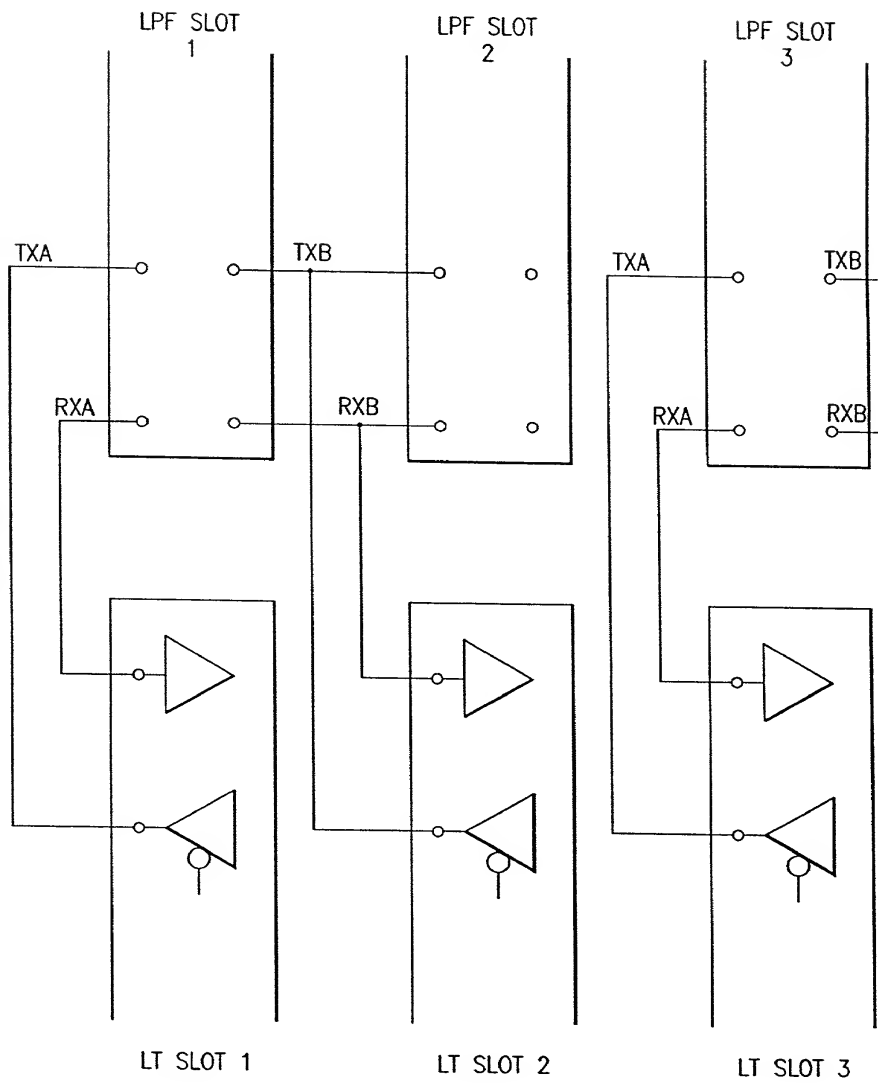 LPF SLOT
1
LPF SLOT
2
LPF SLOT
3
TXA
TXB
TXA
TXB
RXA
RXB
RXA
RXB
LT SLOT 1
LT SLOT 2
LT SLOT 3